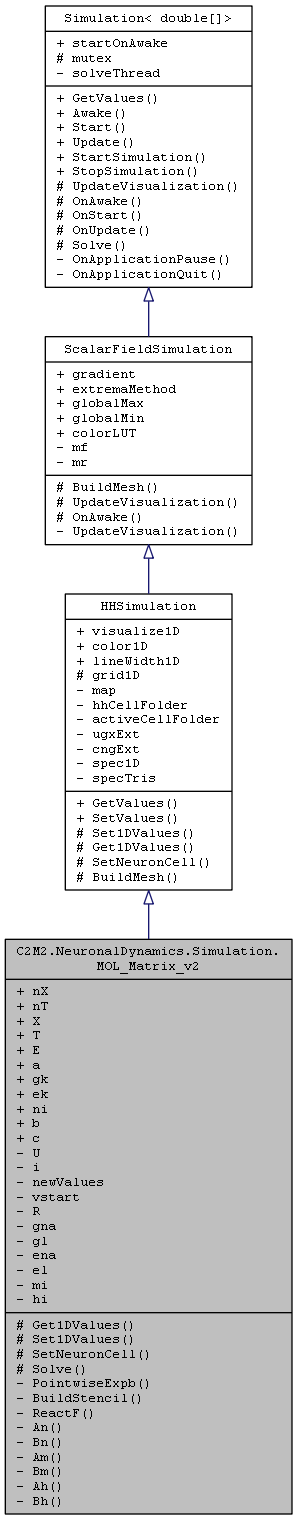 Simulation< double[]>
+ startOnAwake
# mutex
- solveThread
+ GetValues()
+ Awake()
+ Start()
+ Update()
+ StartSimulation()
+ StopSimulation()
# UpdateVisualization()
# OnAwake()
# OnStart()
# OnUpdate()
# Solve()
- OnApplicationPause()
- OnApplicationQuit()
ScalarFieldSimulation
+ gradient
+ extremaMethod
+ globalMax
+ globalMin
+ colorLUT
- mf
- mr
# BuildMesh()
# UpdateVisualization()
# OnAwake()
- UpdateVisualization()
HHSimulation
+ visualize1D
+ color1D
+ lineWidth1D
# grid1D
- map
- hhCellFolder
- activeCellFolder
- ugxExt
- cngExt
- spec1D
- specTris
+ GetValues()
+ SetValues()
# Set1DValues()
# Get1DValues()
# SetNeuronCell()
# BuildMesh()
C2M2.NeuronalDynamics.Simulation.
MOL_Matrix_v2
+ nX
+ nT
+ X
+ T
+ E
+ a
+ gk
+ ek
+ ni
+ b
+ c
- U
- i
- newValues
- vstart
- R
- gna
- gl
- ena
- el
- mi
- hi
# Get1DValues()
# Set1DValues()
# SetNeuronCell()
# Solve()
- PointwiseExpb()
- BuildStencil()
- ReactF()
- An()
- Bn()
- Am()
- Bm()
- Ah()
- Bh()